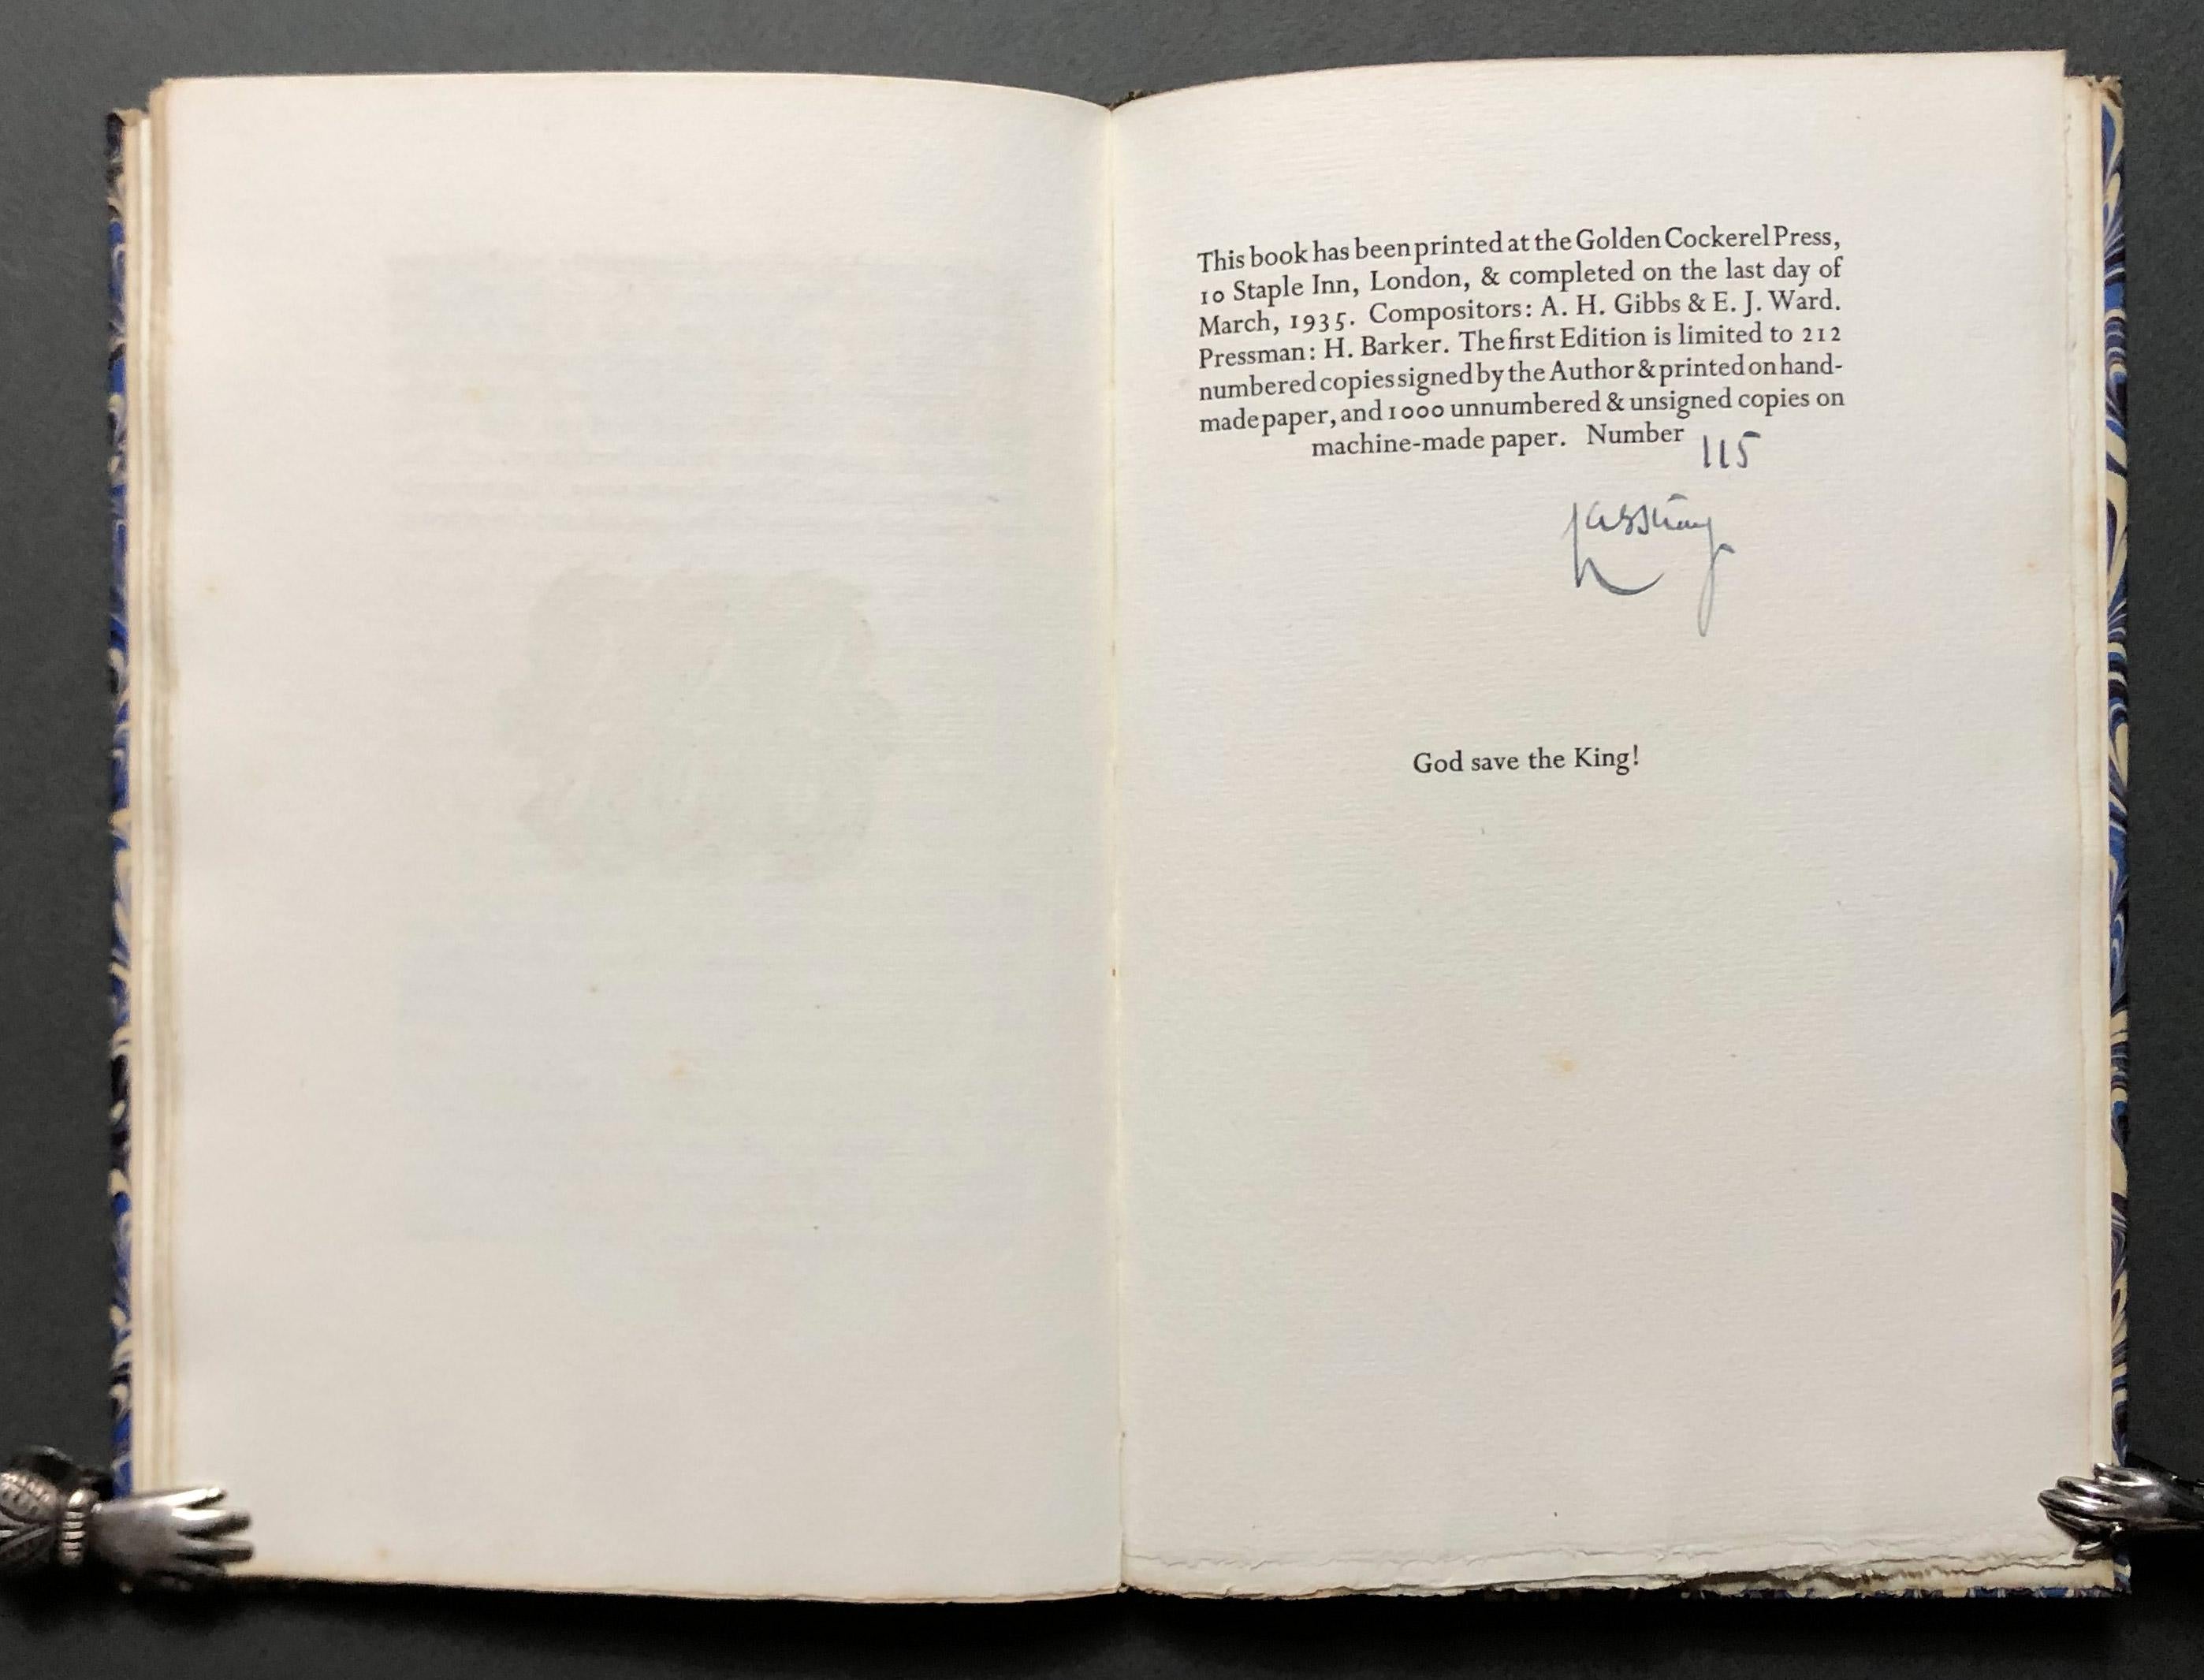 This book has been printed at the Golden Cockerel Press,
10 Staple Inn, London, & completed on the last day of
March, 1935. Compositors: A. H. Gibbs & E. J. Ward.
Pressman: H. Barker. The first Edition is limited to 212
numbered copies signed by the Author & printed on hand-
made paper, and 1000 unnumbered & unsigned copies on
machine-made paper. Number 115
God save the King!